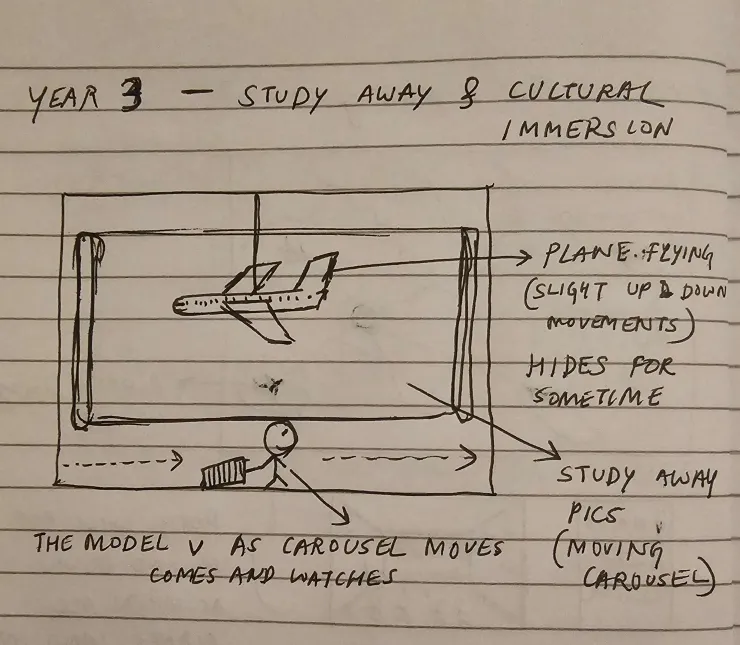 YEAR 3 — STUDY AWAY & CULTURAL
IMMERSION
PLANE FLYING
(SLIGHT UP & DOWN
MOVEMENTS)
HIDES FOR
SOMETIME
STUDY AWAY
PICS
(MOVING
CAROUSEL)
THE MODEL V AS CAROUSEL MOVES
COMES AND WATCHES